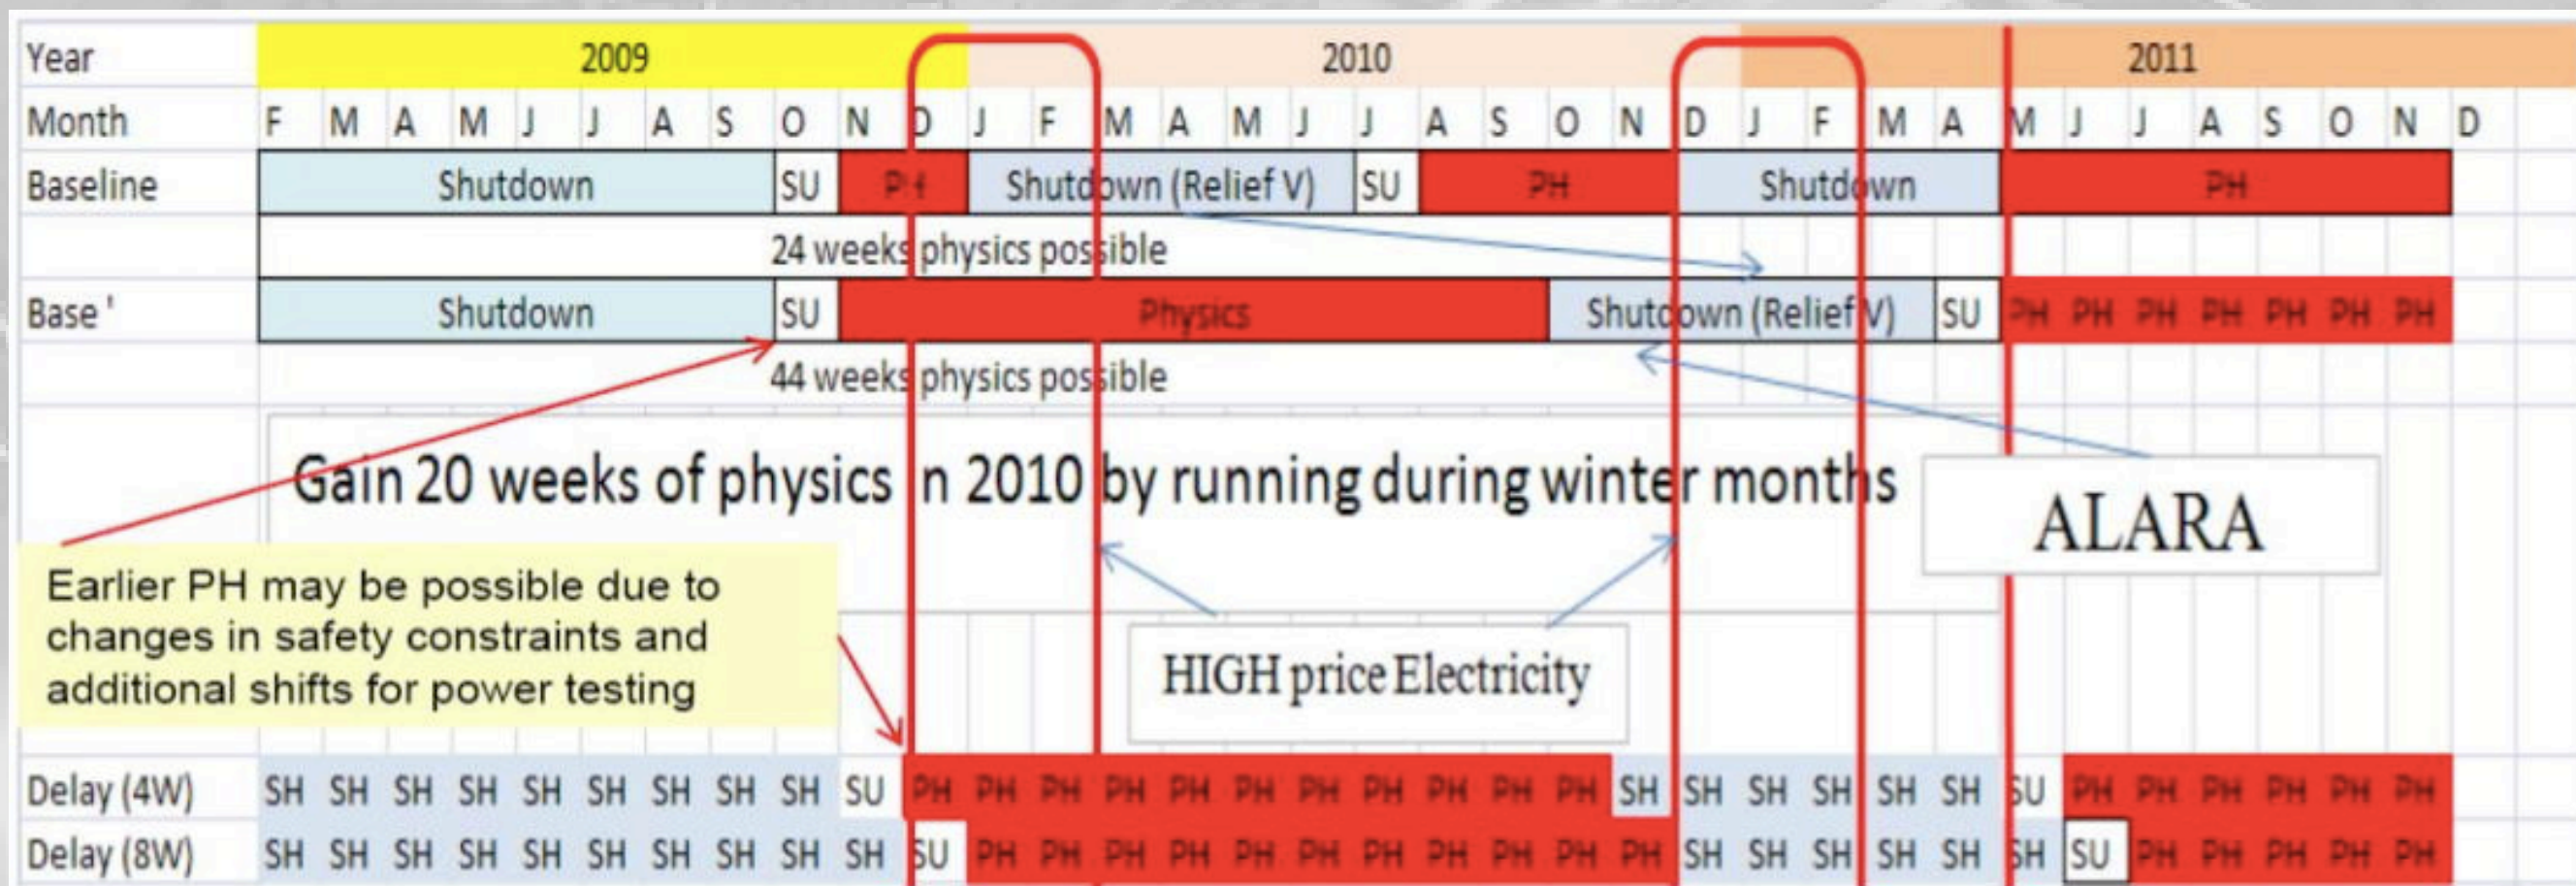 Year 2009 2010 2011
Month F M A M J J A S O N D J F M A M J J A S O N D J F M A M J J A S O N D
Baseline Shutdown SU PH Shutdown (Relief V) SU PH Shutdown PH
24 weeks physics possible
Base ' Shutdown SU Physics Shutdown (Relief V) SU PH PH PH PH PH PH PH
44 weeks physics possible
Gain 20 weeks of physics in 2010 by running during winter months
ALARA
Earlier PH may be possible due to
changes in safety constraints and
additional shifts for power testing
HIGH price Electricity
Delay (4W) SH SH SH SH SH SH SH SH SH SU PH PH PH PH PH PH PH PH PH PH PH SH SH SH SH SH SH SU PH PH PH PH PH PH
Delay (8W) SH SH SH SH SH SH SH SH SH SH SU PH PH PH PH PH PH PH PH PH PH PH SH SH SH SH SH SH SU PH PH PH PH PH